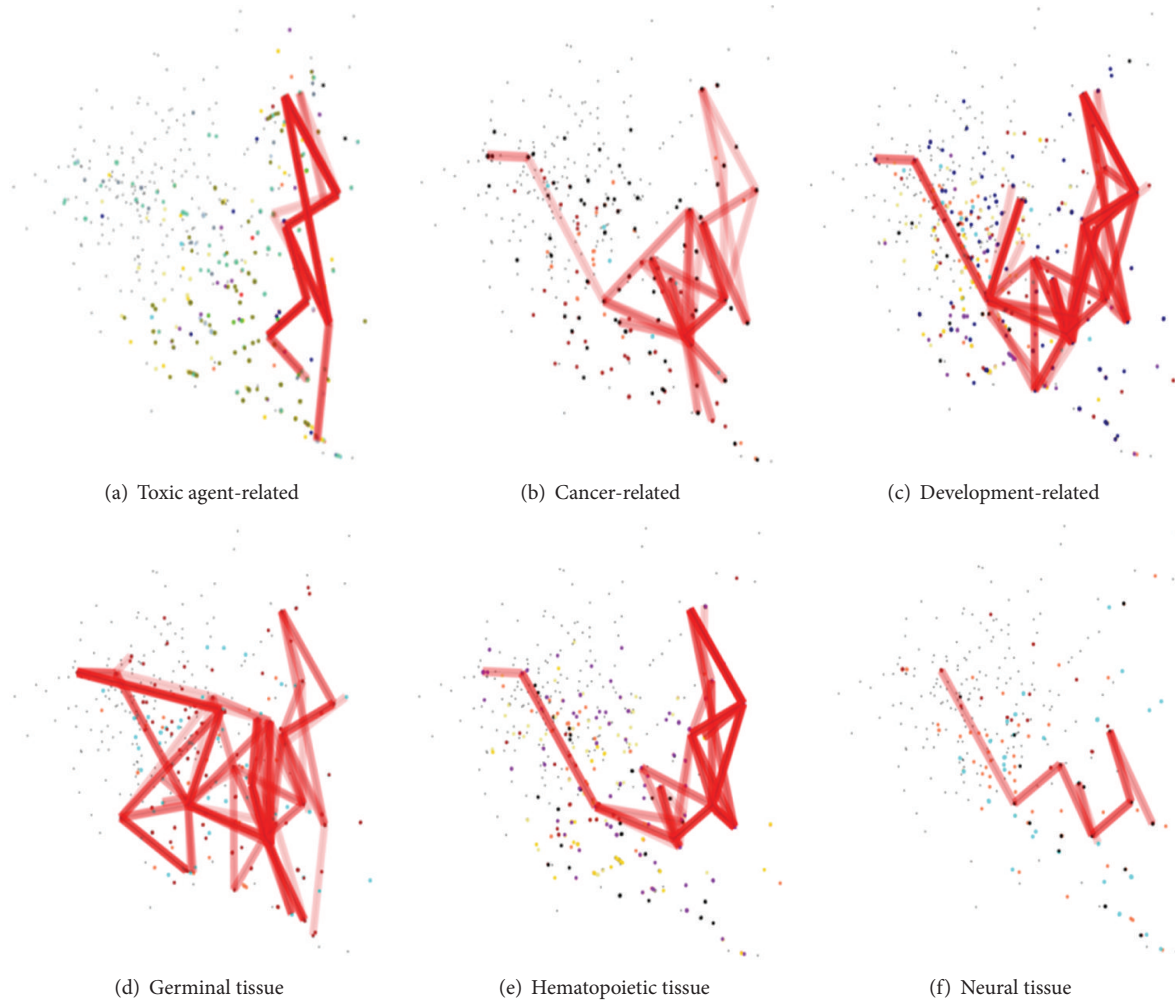 (a) Toxic agent-related
(b) Cancer-related
(c) Development-related
(d) Germinal tissue
(e) Hematopoietic tissue
(f) Neural tissue